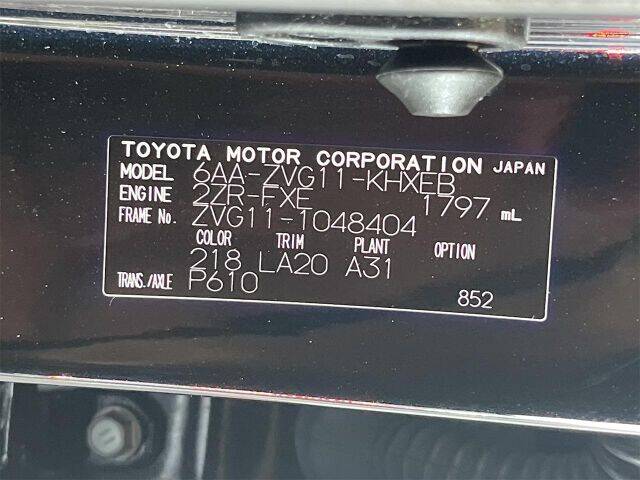 TOYOTA MOTOR CORPORATION JAPAN
MODEL 6AA-ZVG11-KHXEB
ENGINE 2ZR-FXE 1797 mL
FRAME No. ZVG11-1048404
COLOR TRIM PLANT OPTION
218 LA20 A31
TRANS./AXLE P610
852